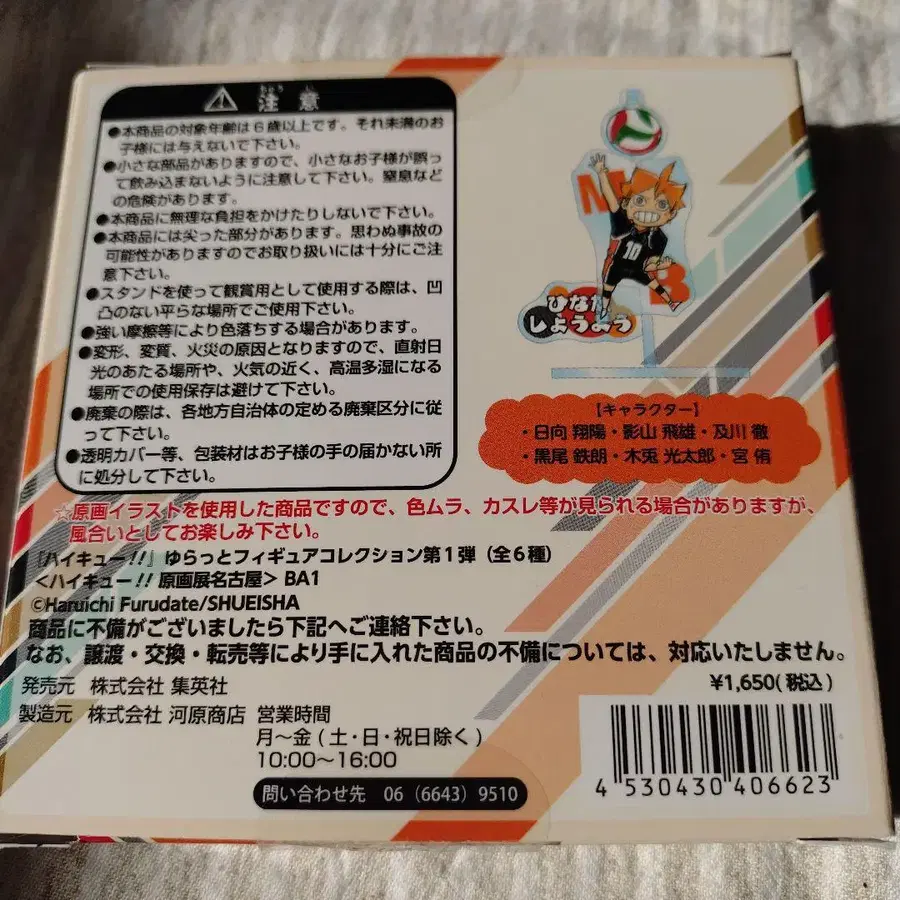 ちゅう い
注 意
●本商品の対象年齢は6歳以上です。それ未満のお
子様には与えないで下さい。
●小さな部品がありますので、小さなお子様が誤っ
て飲み込まないように注意して下さい。窒息など
の危険があります。
●本商品に無理な負担をかけたりしないで下さい。
●本商品には尖った部分があります。思わぬ事故の
可能性がありますのでお取り扱いには十分にご注
意下さい。
●スタンドを使って観賞用として使用する際は、凹
凸のない平らな場所でご使用下さい。
●強い摩擦等により色落ちする場合があります。
●変形、変質、火災の原因となりますので、直射日
光のあたる場所や、火気の近く、高温多湿になる
場所での使用保存は避けて下さい。
●廃棄の際は、各地方自治体の定める廃棄区分に従
って下さい。
●透明カバー等、包装材はお子様の手の届かない所
に処分して下さい。
M
10
B
ひなた
しょうよう
【キャラクター】
・日向 翔陽・影山 飛雄・及川 徹
・黒尾 鉄朗・木兎 光太郎・宮 侑
☆原画イラストを使用した商品ですので、色ムラ、カスレ等が見られる場合がありますが、
風合いとしてお楽しみ下さい。
『ハイキュー!!』ゆらっとフィギュアコレクション第1弾（全6種）
<ハイキュー!! 原画展名古屋> BA1
©Haruichi Furudate/SHUEISHA
商品に不備がございましたら下記へご連絡下さい。
なお、譲渡・交換・転売等により手に入れた商品の不備については、対応いたしません。
¥1,650(税込)
発売元 株式会社 集英社
製造元 株式会社 河原商店 営業時間
月～金(土・日・祝日除く)
10:00～16:00
問い合わせ先 06（6643）9510
4 530430 406623